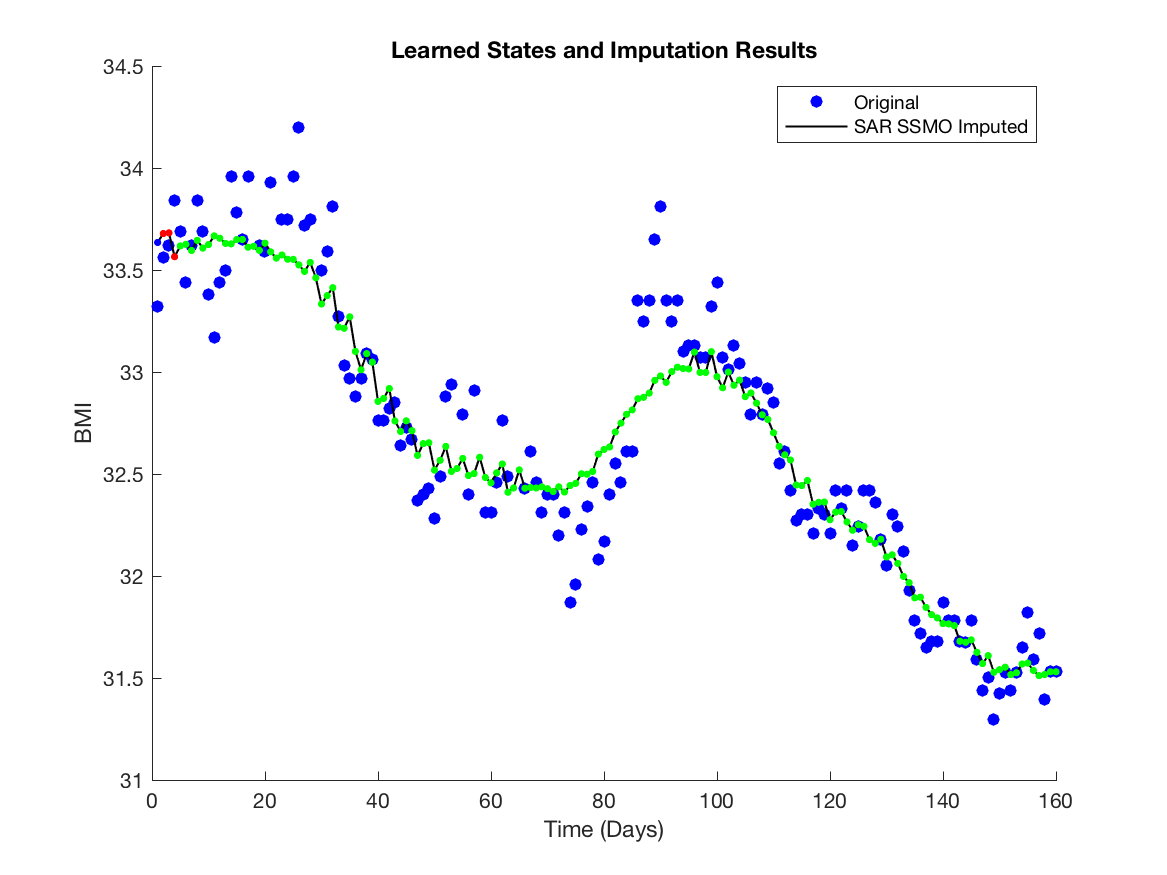 Learned States and Imputation Results
34.5
34
33.5
33
32.5
32
31.5
31
BMI
Original
SAR SSMO Imputed
0 20 40 60 80 100 120 140 160
Time (Days)